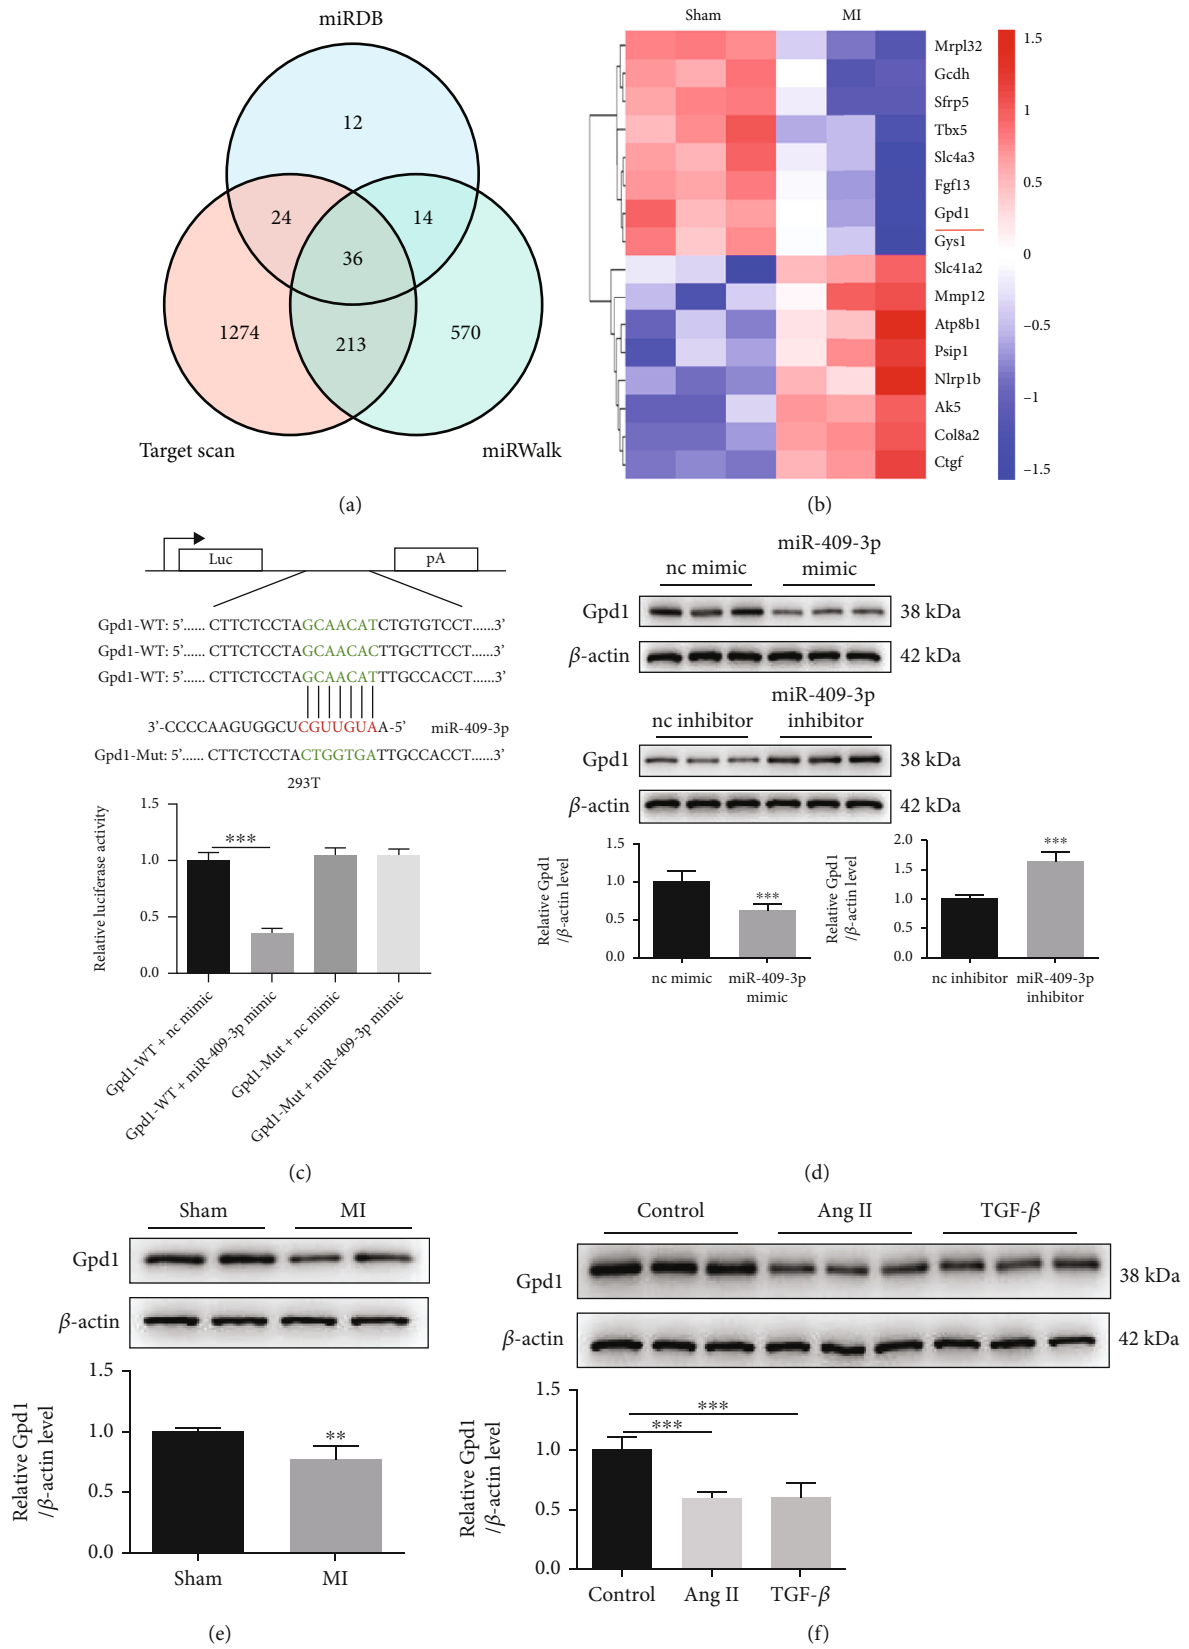 miRDB
12
24
14
36
1274
213
570
Target scan
miRWalk
(a)
Sham MI
Mrpl32
Gcdh
Sfrp5
Tbx5
Slc4a3
Fgf13
Gpd1
Gys1
Slc41a2
Mmp12
Atp8b1
Psip1
Nlrp1b
Ak5
Col8a2
Ctgf
1.5
1
0.5
0
–0.5
–1
–1.5
(b)
Luc pA
Gpd1-WT: 5’...... CTTCTCCTAGCAACATCTGTGTCCT......3’
Gpd1-WT: 5’...... CTTCTCCTAGCAACACTTGCTTCCT......3’
Gpd1-WT: 5’...... CTTCTCCTAGCAACATTTGCCACCT......3’
3’-CCCCAAGUGGCUCGUUGUAA-5’ miR-409-3p
Gpd1-Mut: 5’...... CTTCTCCTACTGGTGATTGCCACCT......3’
293T
Relative luciferase activity
1.5
1.0
0.5
0.0
***
Gpd1-WT + nc mimic
Gpd1-WT + miR-409-3p mimic
Gpd1-Mut + nc mimic
Gpd1-Mut + miR-409-3p mimic
(c)
nc mimic miR-409-3p
mimic
Gpd1 38 kDa
β-actin 42 kDa
nc inhibitor miR-409-3p
inhibitor
Gpd1 38 kDa
β-actin 42 kDa
Relative Gpd1
/β-actin level
1.5
1.0
0.5
0.0
***
nc mimic miR-409-3p
mimic
Relative Gpd1
/β-actin level
2.0
1.5
1.0
0.5
0.0
***
nc inhibitor miR-409-3p
inhibitor
(d)
Sham MI
Gpd1
β-actin
Relative Gpd1
/β-actin level
1.5
1.0
0.5
0.0
**
Sham MI
(e)
Control Ang II TGF-β
Gpd1 38 kDa
β-actin 42 kDa
Relative Gpd1
/β-actin level
1.5
1.0
0.5
0.0
***
***
Control Ang II TGF-β
(f)